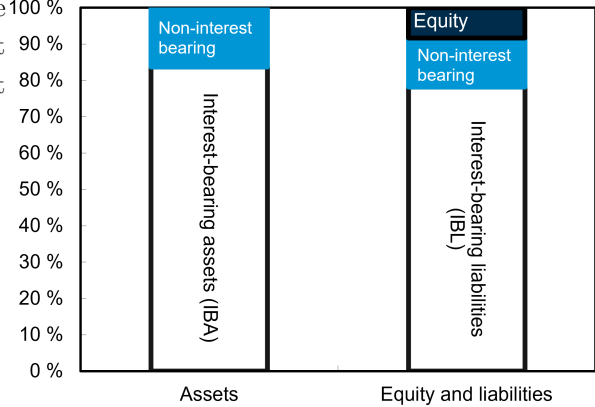 e
t
t
100 %
90 %
80 %
70 %
60 %
50 %
40 %
30 %
20 %
10 %
0 %
Non-interest
bearing
Interest-bearing assets (IBA)
Equity
Non-interest
bearing
Interest-bearing liabilities
(IBL)
Assets
Equity and liabilities